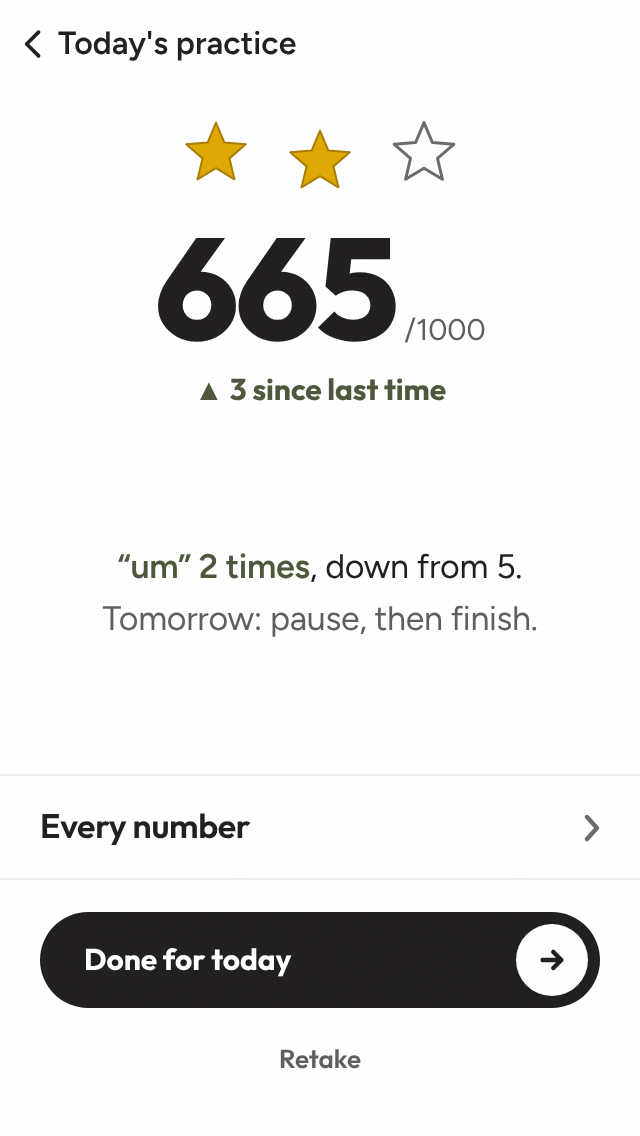 Today's practice
665/1000
▲ 3 since last time
“um” 2 times, down from 5.
Tomorrow: pause, then finish.
Every number
Done for today
Retake